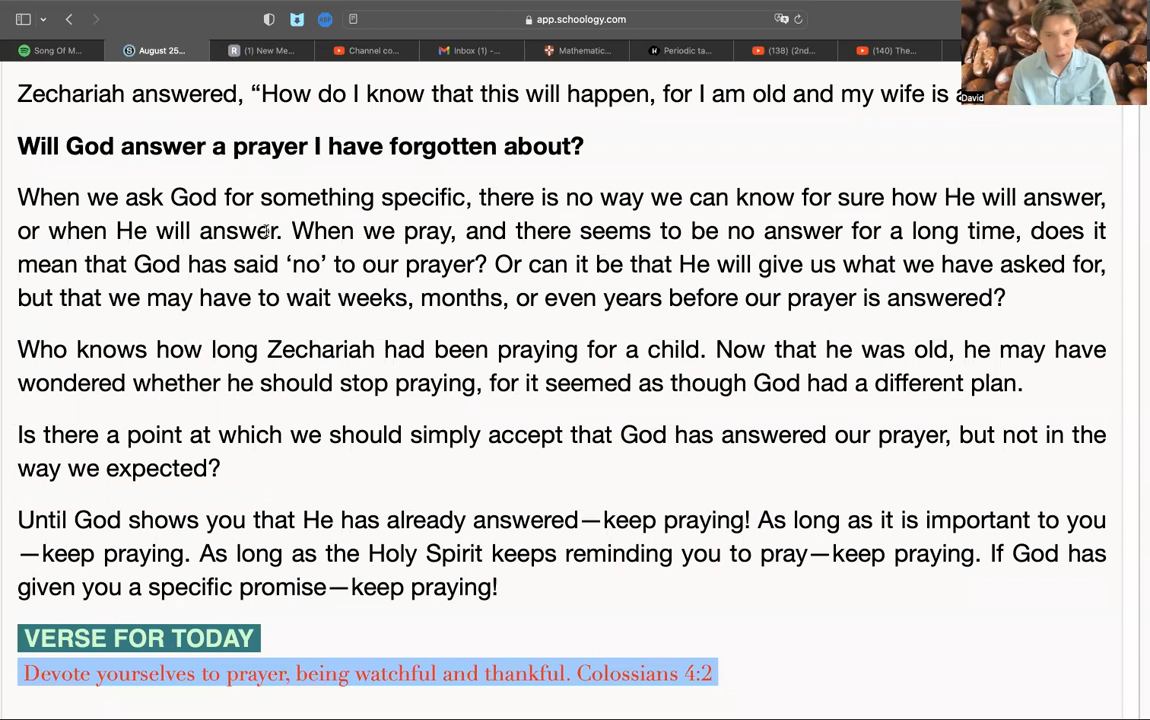 app.schoology.com
Song Of M...
August 25...
(1) New Me...
Channel co...
Inbox (1) -...
Mathematic...
Periodic ta...
(138) (2nd...
(140) The...
David
Zechariah answered, “How do I know that this will happen, for I am old and my wife is
Will God answer a prayer I have forgotten about?
When we ask God for something specific, there is no way we can know for sure how He will answer,
or when He will answer. When we pray, and there seems to be no answer for a long time, does it
mean that God has said ‘no’ to our prayer? Or can it be that He will give us what we have asked for,
but that we may have to wait weeks, months, or even years before our prayer is answered?
Who knows how long Zechariah had been praying for a child. Now that he was old, he may have
wondered whether he should stop praying, for it seemed as though God had a different plan.
Is there a point at which we should simply accept that God has answered our prayer, but not in the
way we expected?
Until God shows you that He has already answered—keep praying! As long as it is important to you
—keep praying. As long as the Holy Spirit keeps reminding you to pray—keep praying. If God has
given you a specific promise—keep praying!
VERSE FOR TODAY
Devote yourselves to prayer, being watchful and thankful. Colossians 4:2